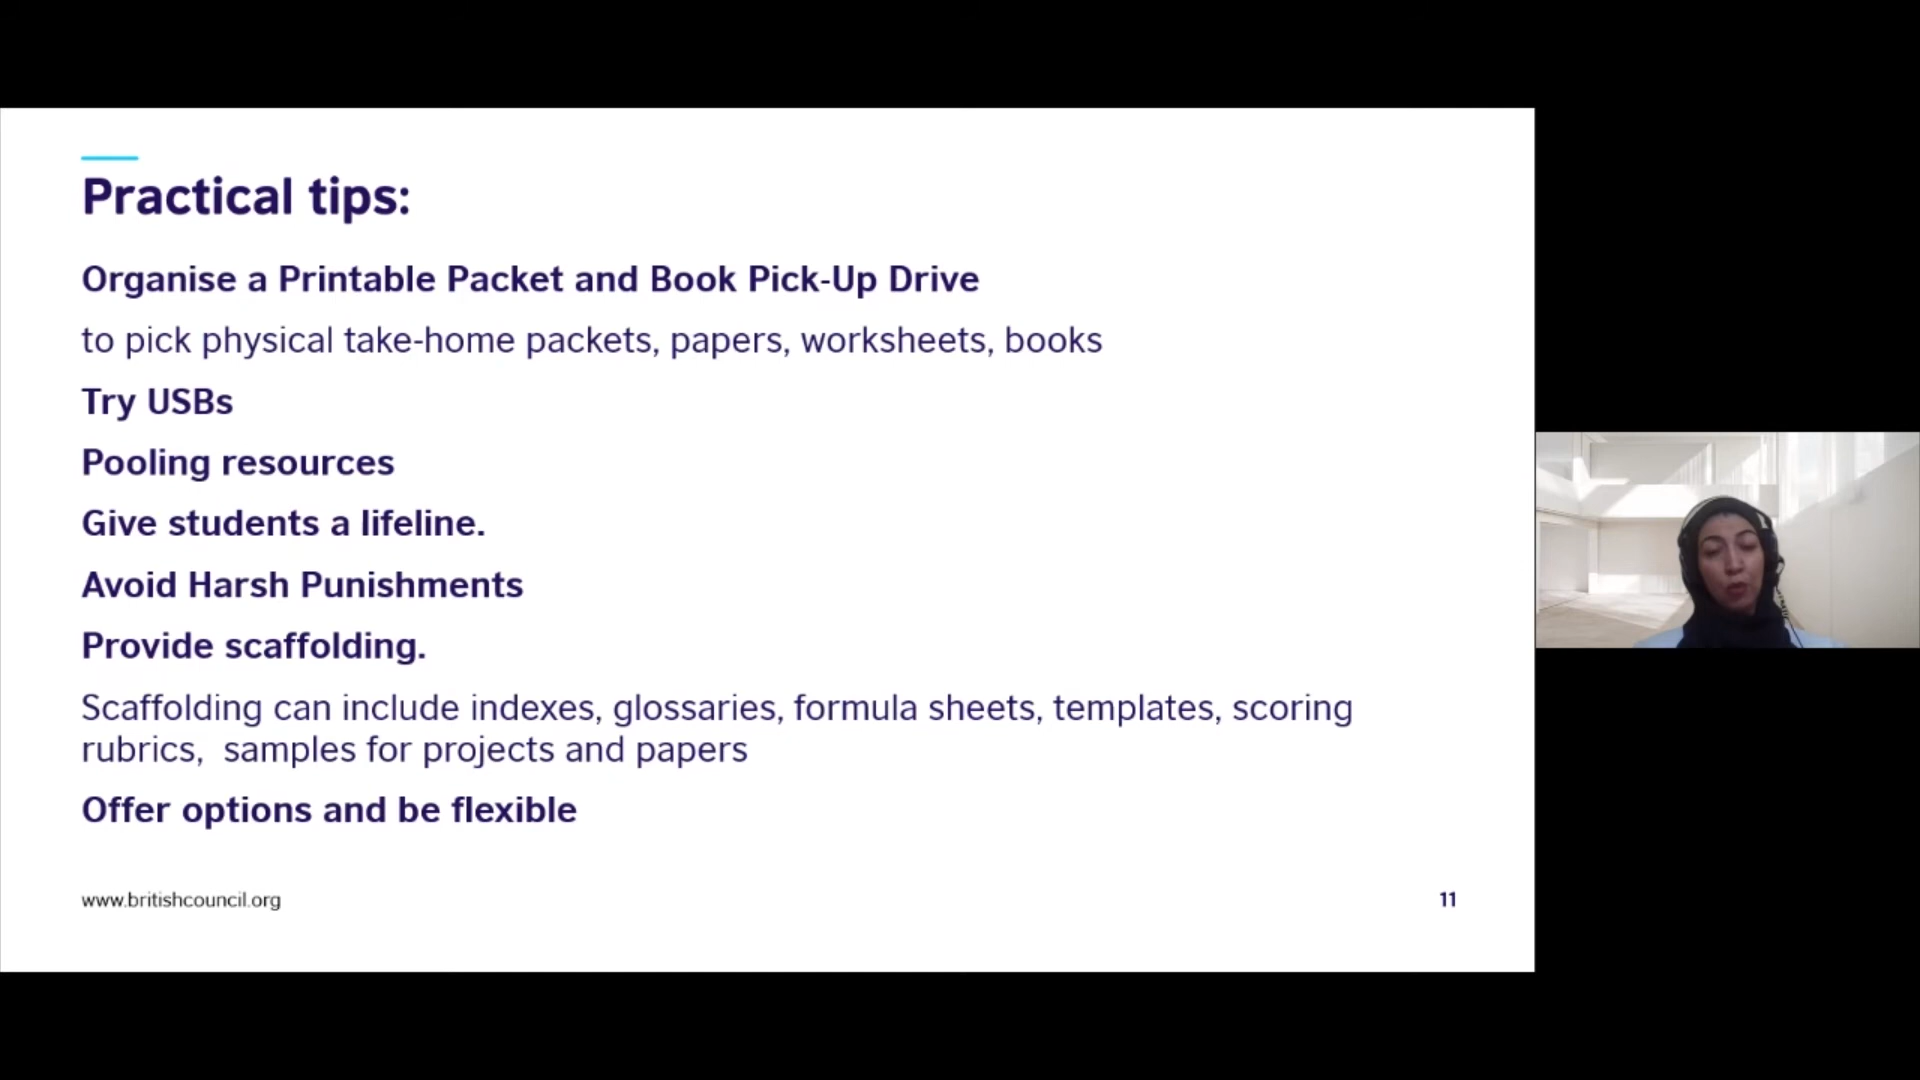 Practical tips:
Organise a Printable Packet and Book Pick-Up Drive
to pick physical take-home packets, papers, worksheets, books
Try USBs
Pooling resources
Give students a lifeline.
Avoid Harsh Punishments
Provide scaffolding.
Scaffolding can include indexes, glossaries, formula sheets, templates, scoring
rubrics,  samples for projects and papers
Offer options and be flexible
www.britishcouncil.org
11